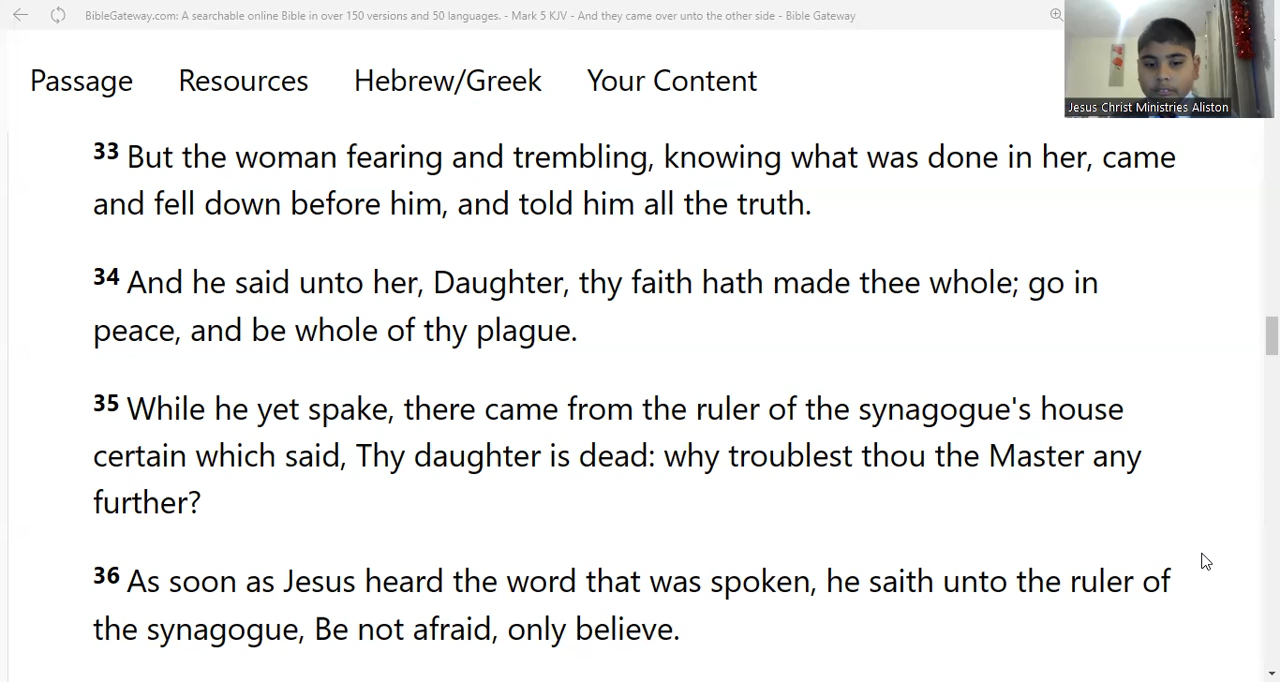 BibleGateway.com: A searchable online Bible in over 150 versions and 50 languages. - Mark 5 KJV - And they came over unto the other side - Bible Gateway
Passage Resources Hebrew/Greek Your Content
Jesus Christ Ministries Aliston
33 But the woman fearing and trembling, knowing what was done in her, came
and fell down before him, and told him all the truth.
34 And he said unto her, Daughter, thy faith hath made thee whole; go in
peace, and be whole of thy plague.
35 While he yet spake, there came from the ruler of the synagogue's house
certain which said, Thy daughter is dead: why troublest thou the Master any
further?
36 As soon as Jesus heard the word that was spoken, he saith unto the ruler of
the synagogue, Be not afraid, only believe.